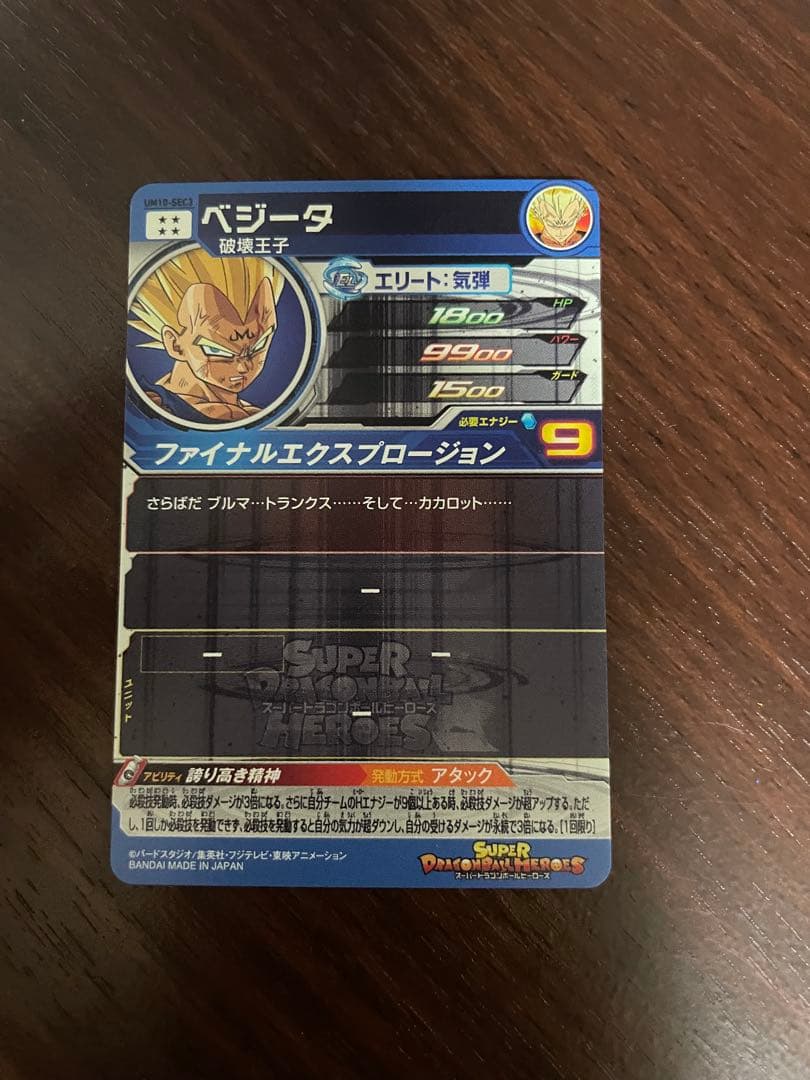 UM10-SEC3
ベジータ
破壊王子
エリート:気弾
HP
1800
パワー
9900
ガード
1500
必要エナジー
9
ファイナルエクスプロージョン
さらばだ ブルマ…トランクス……そして…カカロット……
ー
ー ー
ユニット
ー
SUPER
DRAGONBALL
スーパードラゴンボールヒーローズ
HEROES
アビリティ 誇り高き精神 発動方式 アタック
必殺技発動時、必殺技ダメージが3倍になる。さらに自分チームのHエナジーが9個以上ある時、必殺技ダメージが超アップする。ただ
し、1回しか必殺技を発動できず、必殺技を発動すると自分の気力が超ダウンし、自分の受けるダメージが永続で3倍になる。[1回限り]
©バードスタジオ/集英社・フジテレビ・東映アニメーション
BANDAI MADE IN JAPAN
SUPER
DRAGONBALL HEROES
スーパードラゴンボールヒーローズ